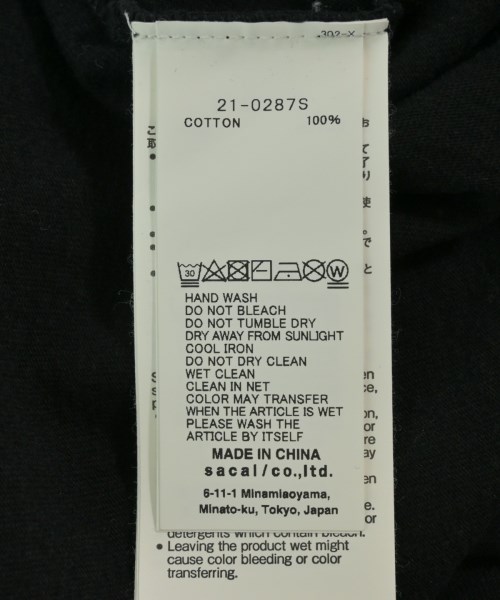 302-X
21-0287S
COTTON 100%
30 W
HAND WASH
DO NOT BLEACH
DO NOT TUMBLE DRY
DRY AWAY FROM SUNLIGHT
COOL IRON
DO NOT DRY CLEAN
WET CLEAN
CLEAN IN NET
COLOR MAY TRANSFER
WHEN THE ARTICLE IS WET
PLEASE WASH THE
ARTICLE BY ITSELF
MADE IN CHINA
sacai/co.,ltd.
6-11-1 Minamiaoyama,
Minato-ku, Tokyo, Japan
detergents which contain bleach.
• Leaving the product wet might
cause color bleeding or color
transferring.